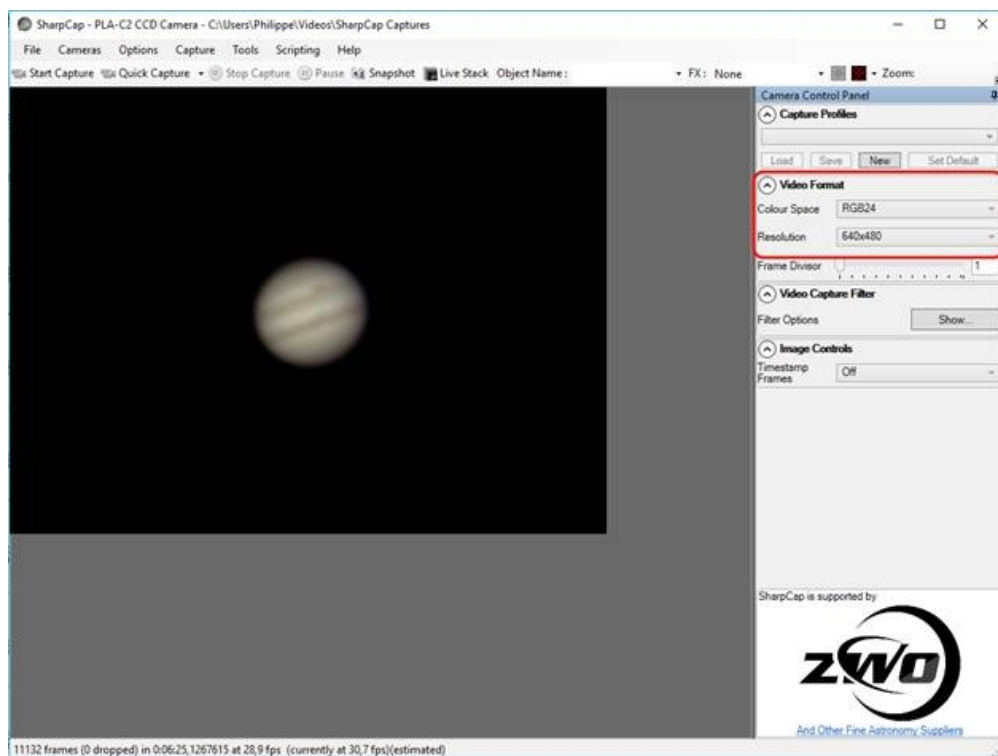 SharpCap - PLA-C2 CCD Camera - C:\Users\Philippe\Videos\SharpCap Captures
File Cameras Options Capture Tools Scripting Help
Start Capture Quick Capture Stop Capture Pause Snapshot Live Stack Object Name : FX : None Zoom:
Camera Control Panel
Capture Profiles
Load Save New Set Default
Video Format
Colour Space RGB24
Resolution 640x480
Frame Divisor 1
Video Capture Filter
Filter Options Show...
Image Controls
Timestamp Frames Off
SharpCap is supported by
ZWO
And Other Fine Astronomy Suppliers
11132 frames (0 dropped) in 0:06:25,1267615 at 28,9 fps (currently at 30,7 fps)(estimated)